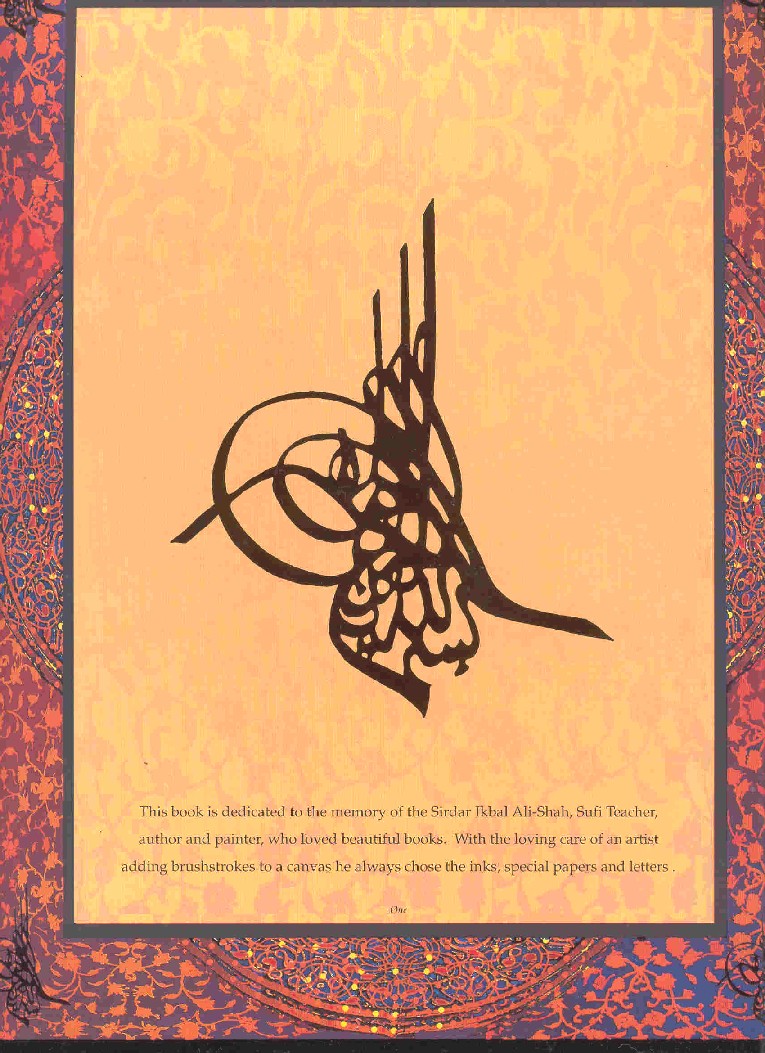 This book is dedicated to the memory of the Sirdar Ikbal Ali-Shah, Sufi Teacher,
author and painter, who loved beautiful books.  With the loving care of an artist
adding brushstrokes to a canvas he always chose the inks, special papers and letters .
One